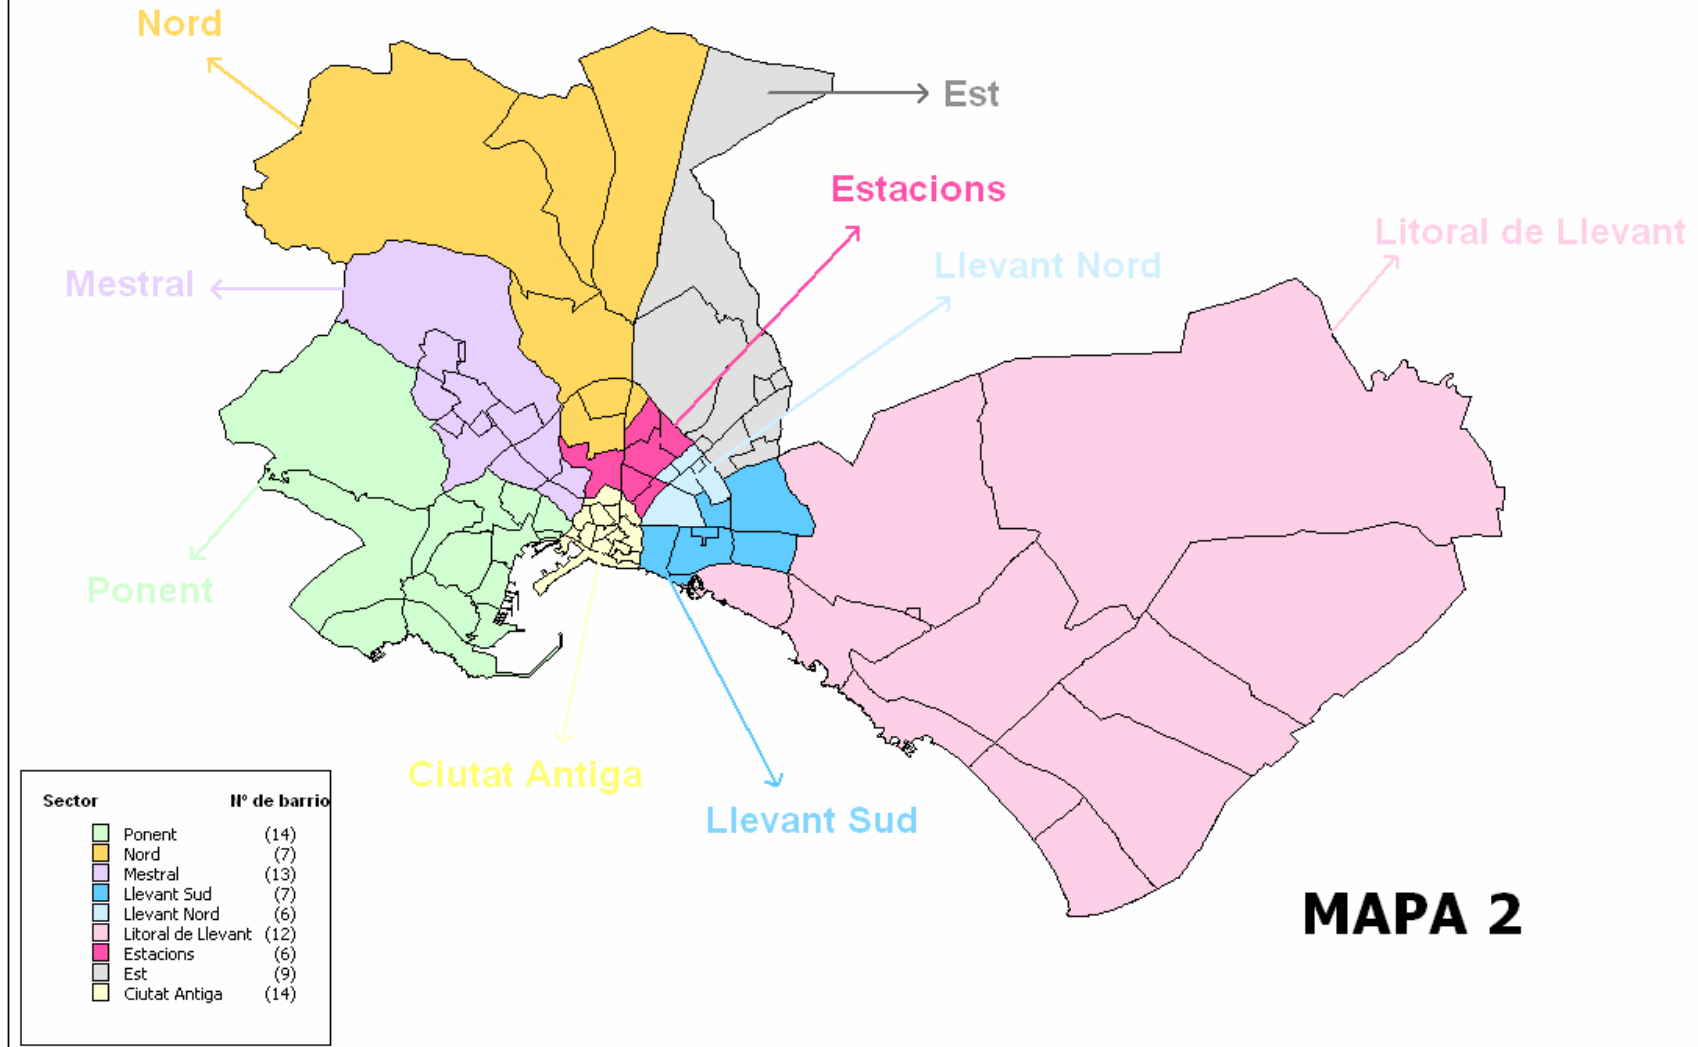 Nord
Est
Estacions
Litoral de Llevant
Llevant Nord
Mestral
Ponent
Ciutat Antiga
Llevant Sud
Sector Nº de barrio
Ponent (14)
Nord (7)
Mestral (13)
Llevant Sud (7)
Llevant Nord (6)
Litoral de Llevant (12)
Estacions (6)
Est (9)
Ciutat Antiga (14)
MAPA 2